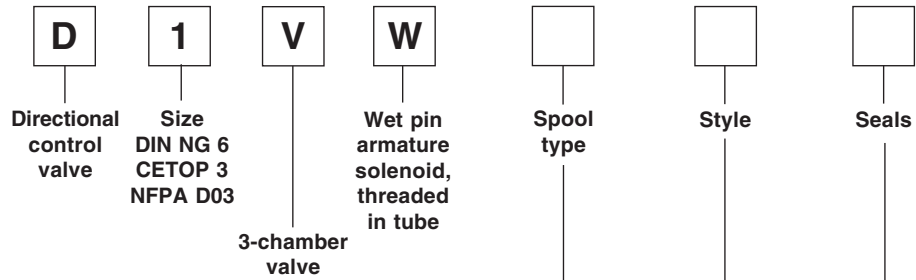 D 1 V W
Directional
control
valve
Size
DIN NG 6
CETOP 3
NFPA D03
3-chamber
valve
Wet pin
armature
solenoid,
threaded
in tube
Spool
type
Style
Seals